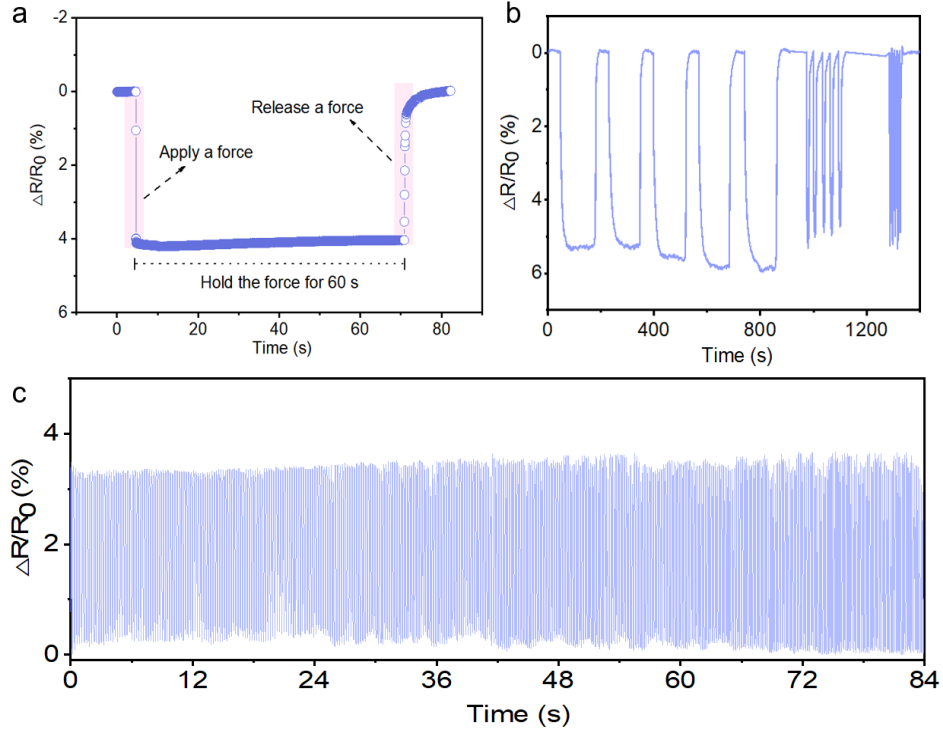 a
-2
0
2
4
6
△R/R0 (%)
Apply a force
Release a force
Hold the force for 60 s
0 20 40 60 80
Time (s)
b
0
2
4
6
△R/R0 (%)
0 400 800 1200
Time (s)
c
4
2
0
△R/R0 (%)
0 12 24 36 48 60 72 84
Time (s)